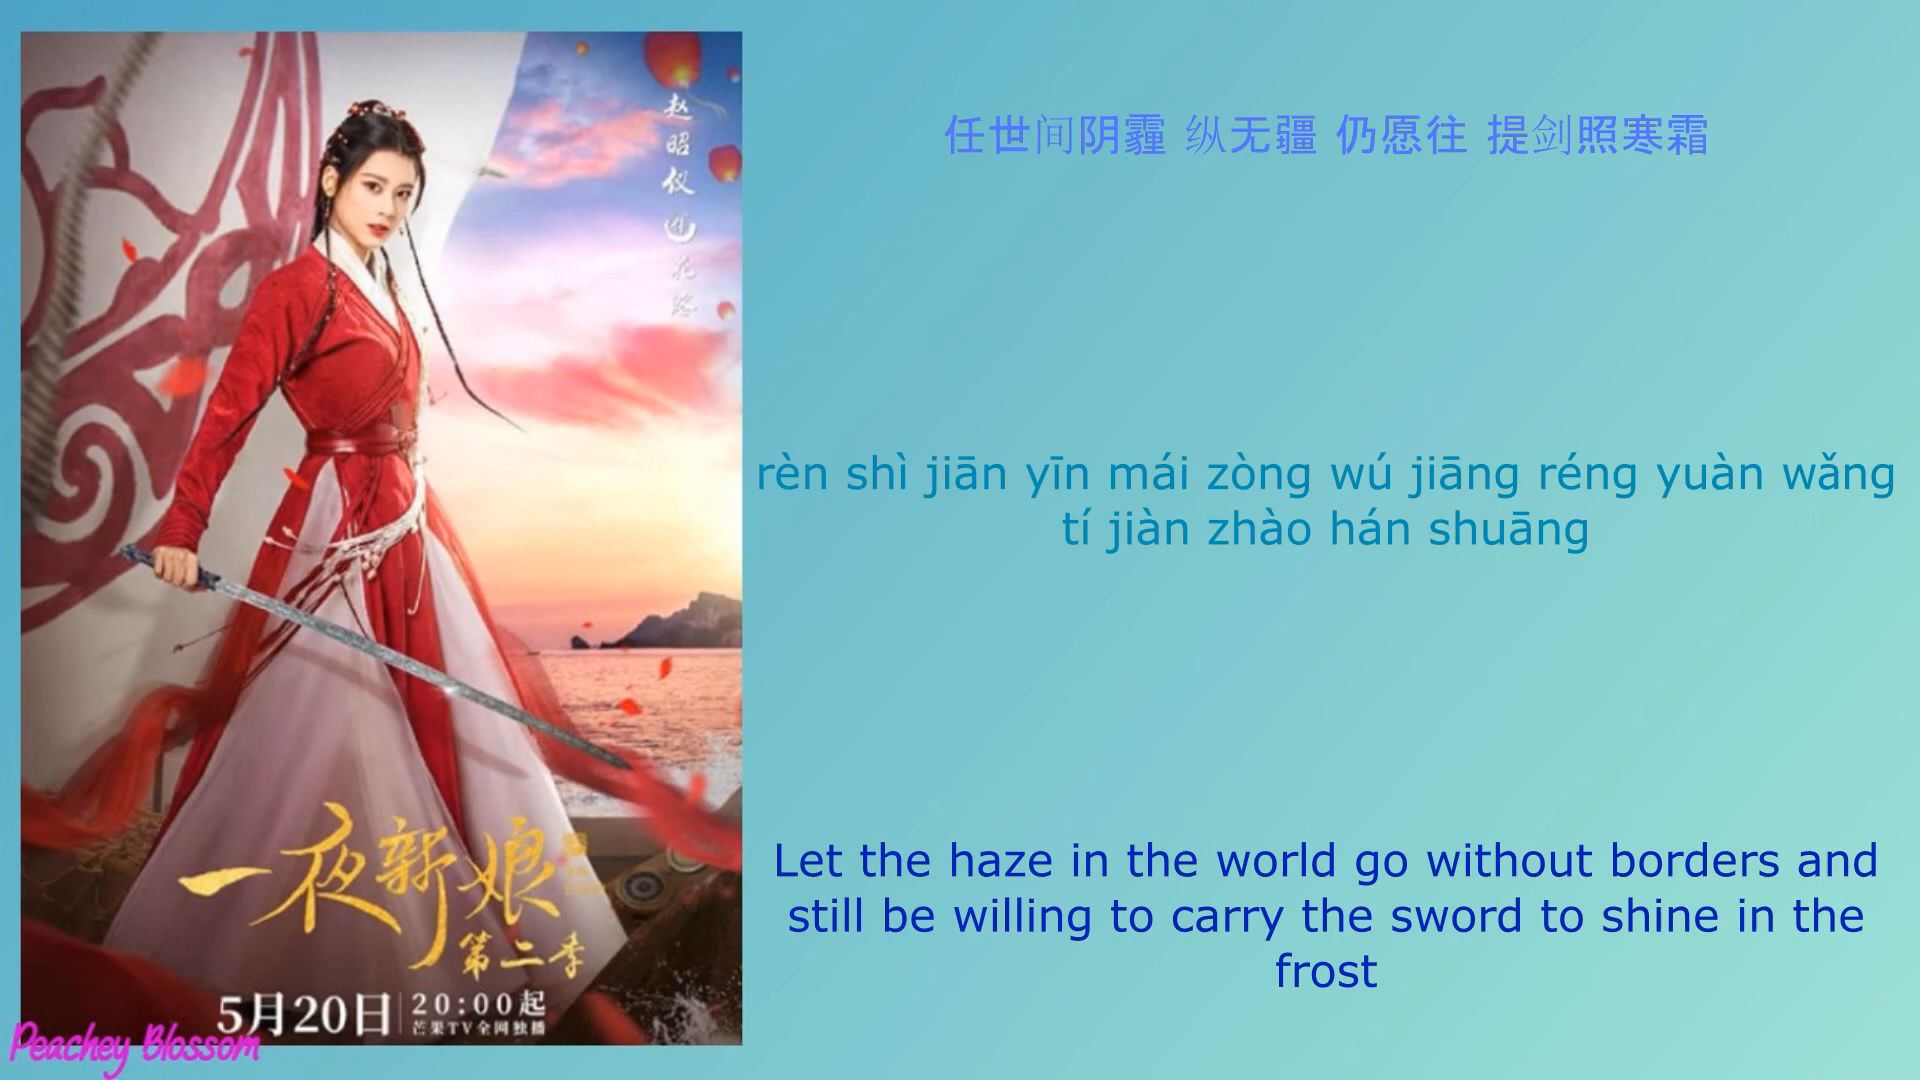 赵昭仪 饰 花容
一夜新娘
第二季
5月20日 20:00起
芒果TV全网独播
Peachey Blossom
任世间阴霾 纵无疆 仍愿往 提剑照寒霜
rèn shì jiān yīn mái zòng wú jiāng réng yuàn wǎng
tí jiàn zhào hán shuāng
Let the haze in the world go without borders and
still be willing to carry the sword to shine in the
frost